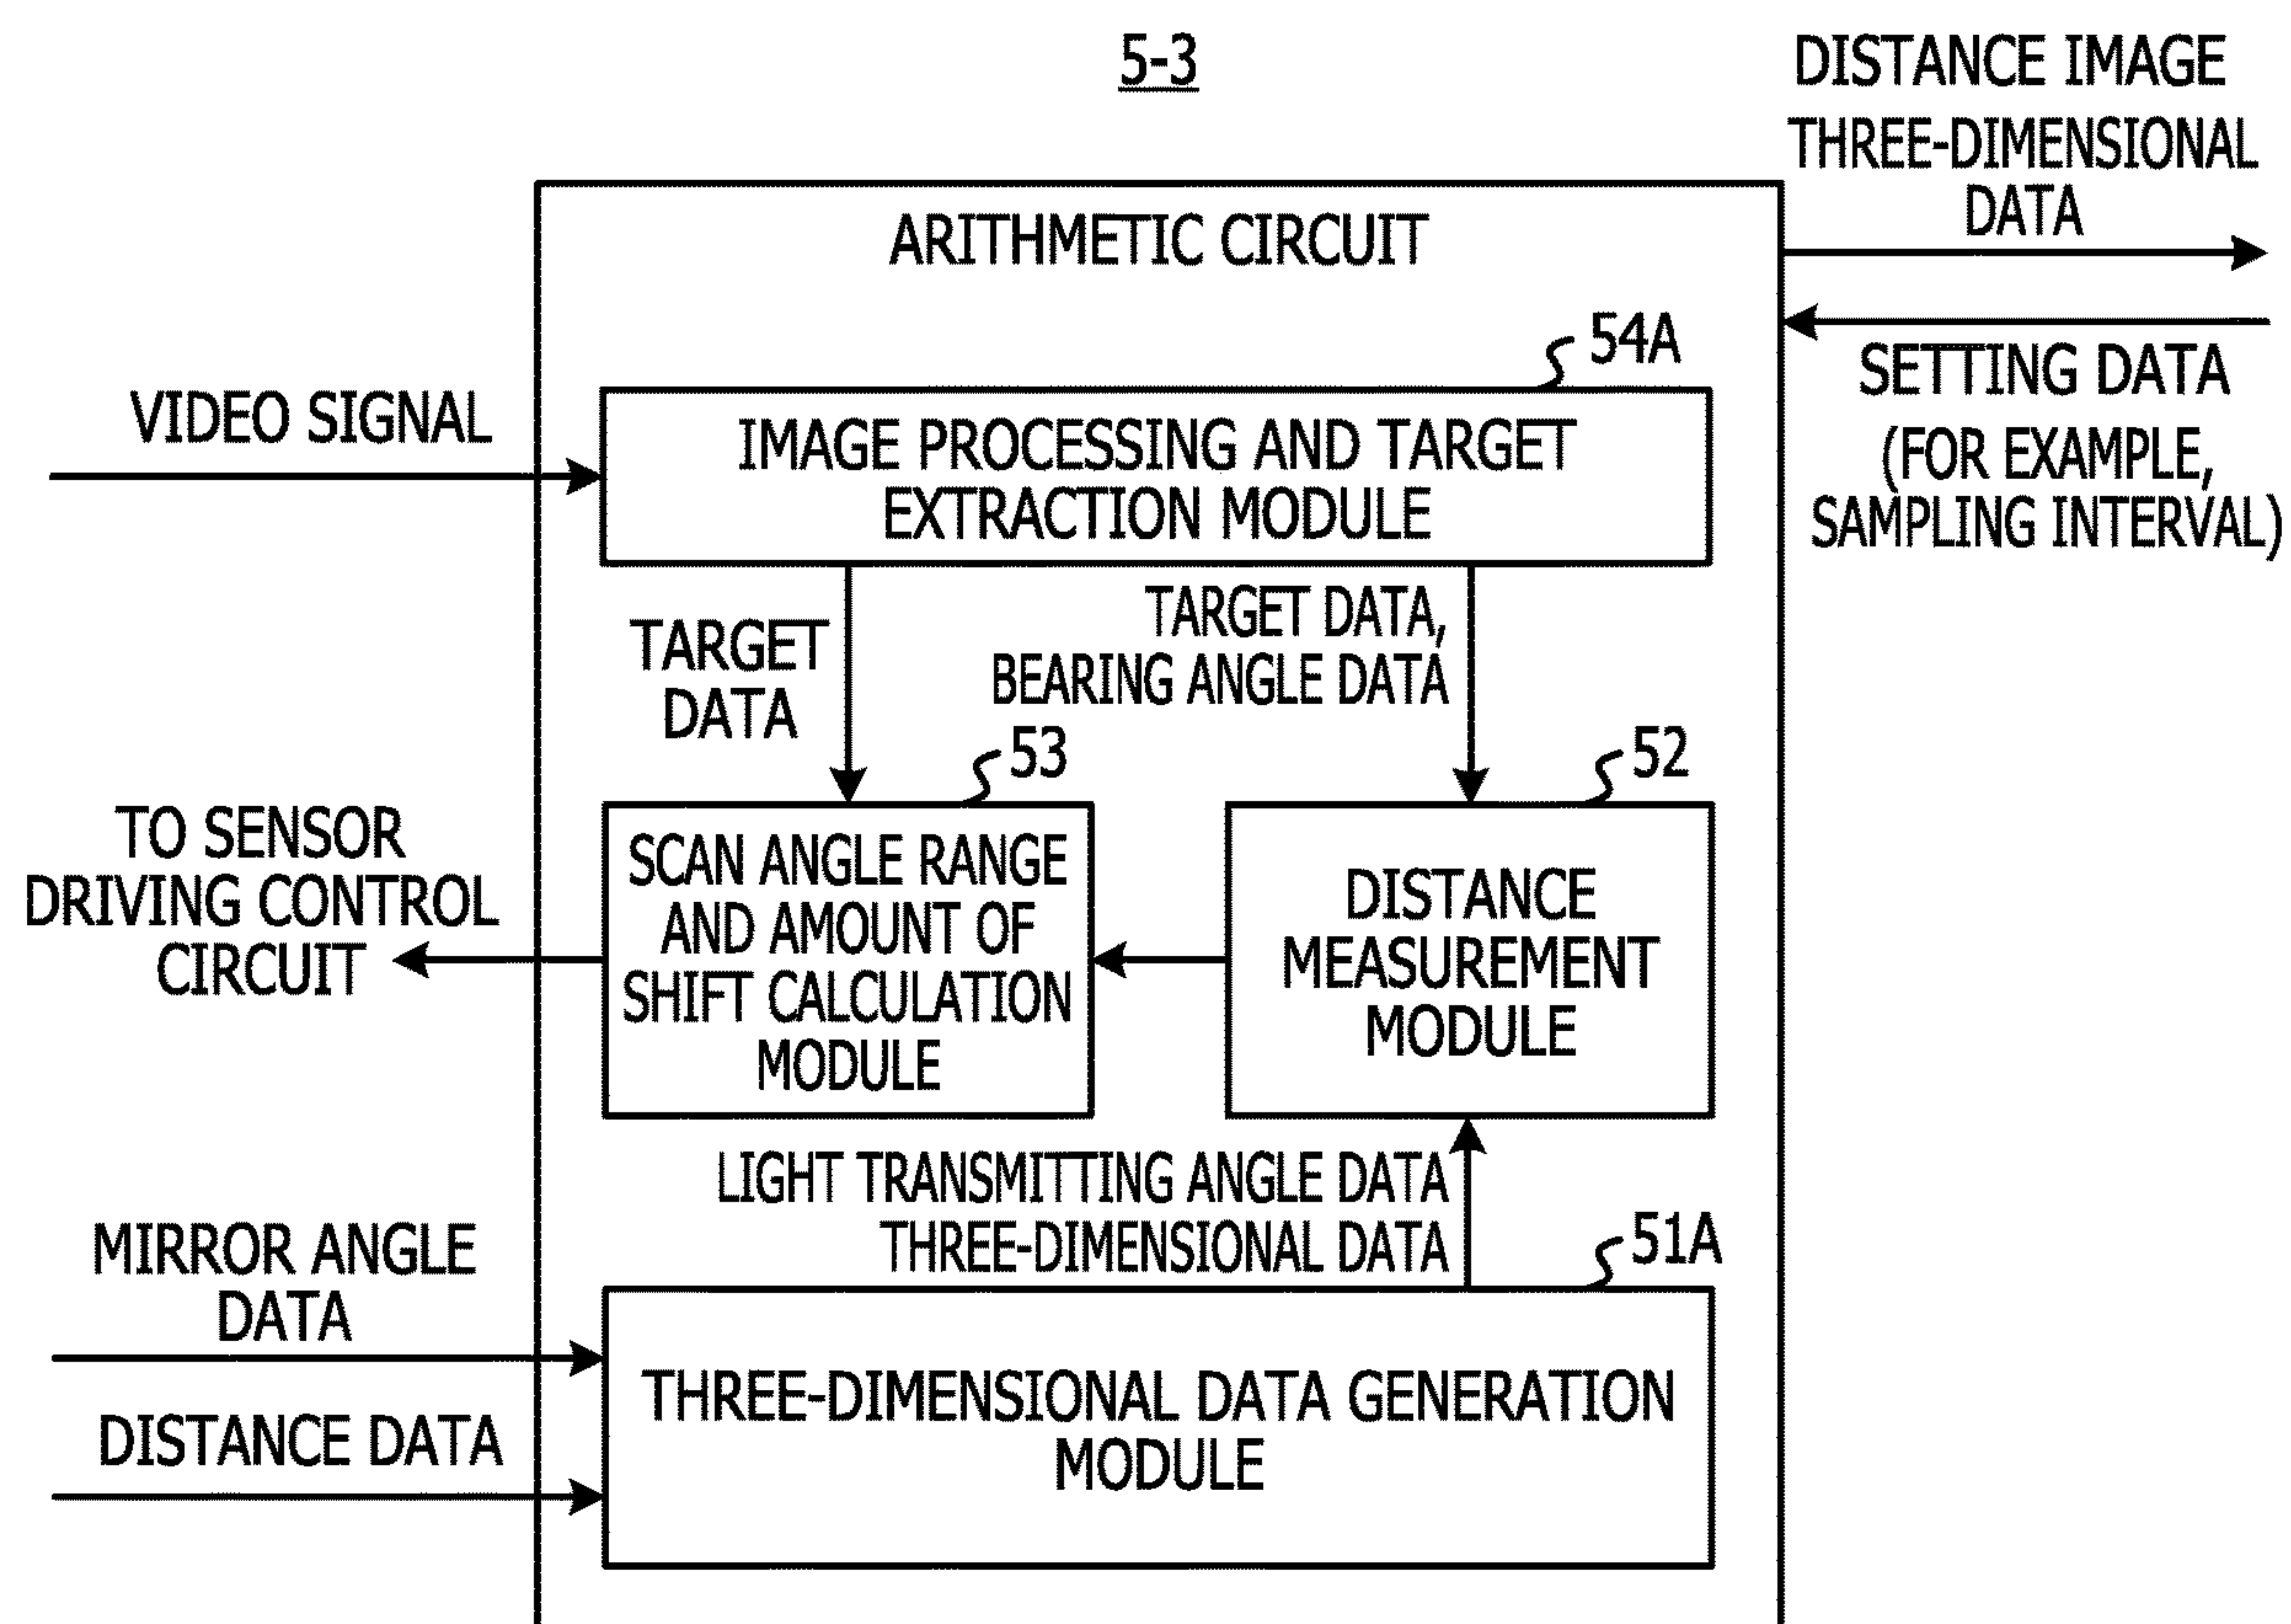 5-3
DISTANCE IMAGE
THREE-DIMENSIONAL
DATA
ARITHMETIC CIRCUIT
SETTING DATA
(FOR EXAMPLE,
SAMPLING INTERVAL)
54A
VIDEO SIGNAL
IMAGE PROCESSING AND TARGET
EXTRACTION MODULE
TARGET
DATA
TARGET DATA,
BEARING ANGLE DATA
53
52
TO SENSOR
DRIVING CONTROL
CIRCUIT
SCAN ANGLE RANGE
AND AMOUNT OF
SHIFT CALCULATION
MODULE
DISTANCE
MEASUREMENT
MODULE
LIGHT TRANSMITTING ANGLE DATA
THREE-DIMENSIONAL DATA
51A
MIRROR ANGLE
DATA
DISTANCE DATA
THREE-DIMENSIONAL DATA GENERATION
MODULE